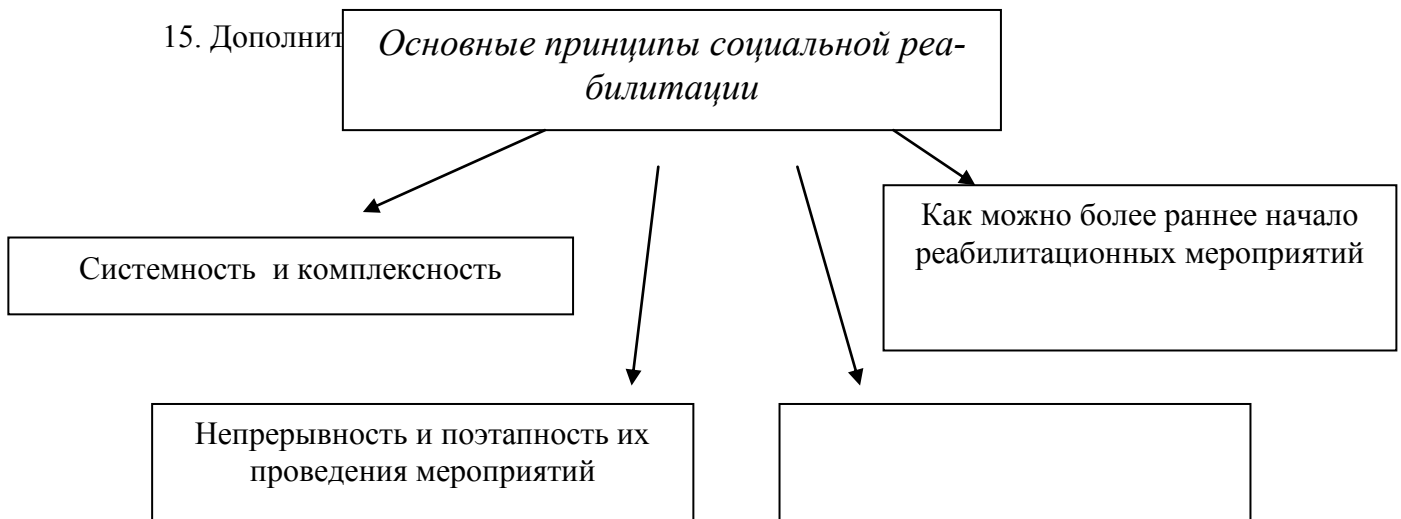 15. Дополнит
Основные принципы социальной реа-
билитации
Как можно более раннее начало
реабилитационных мероприятий
Системность и комплексность
Непрерывность и поэтапность их
проведения мероприятий